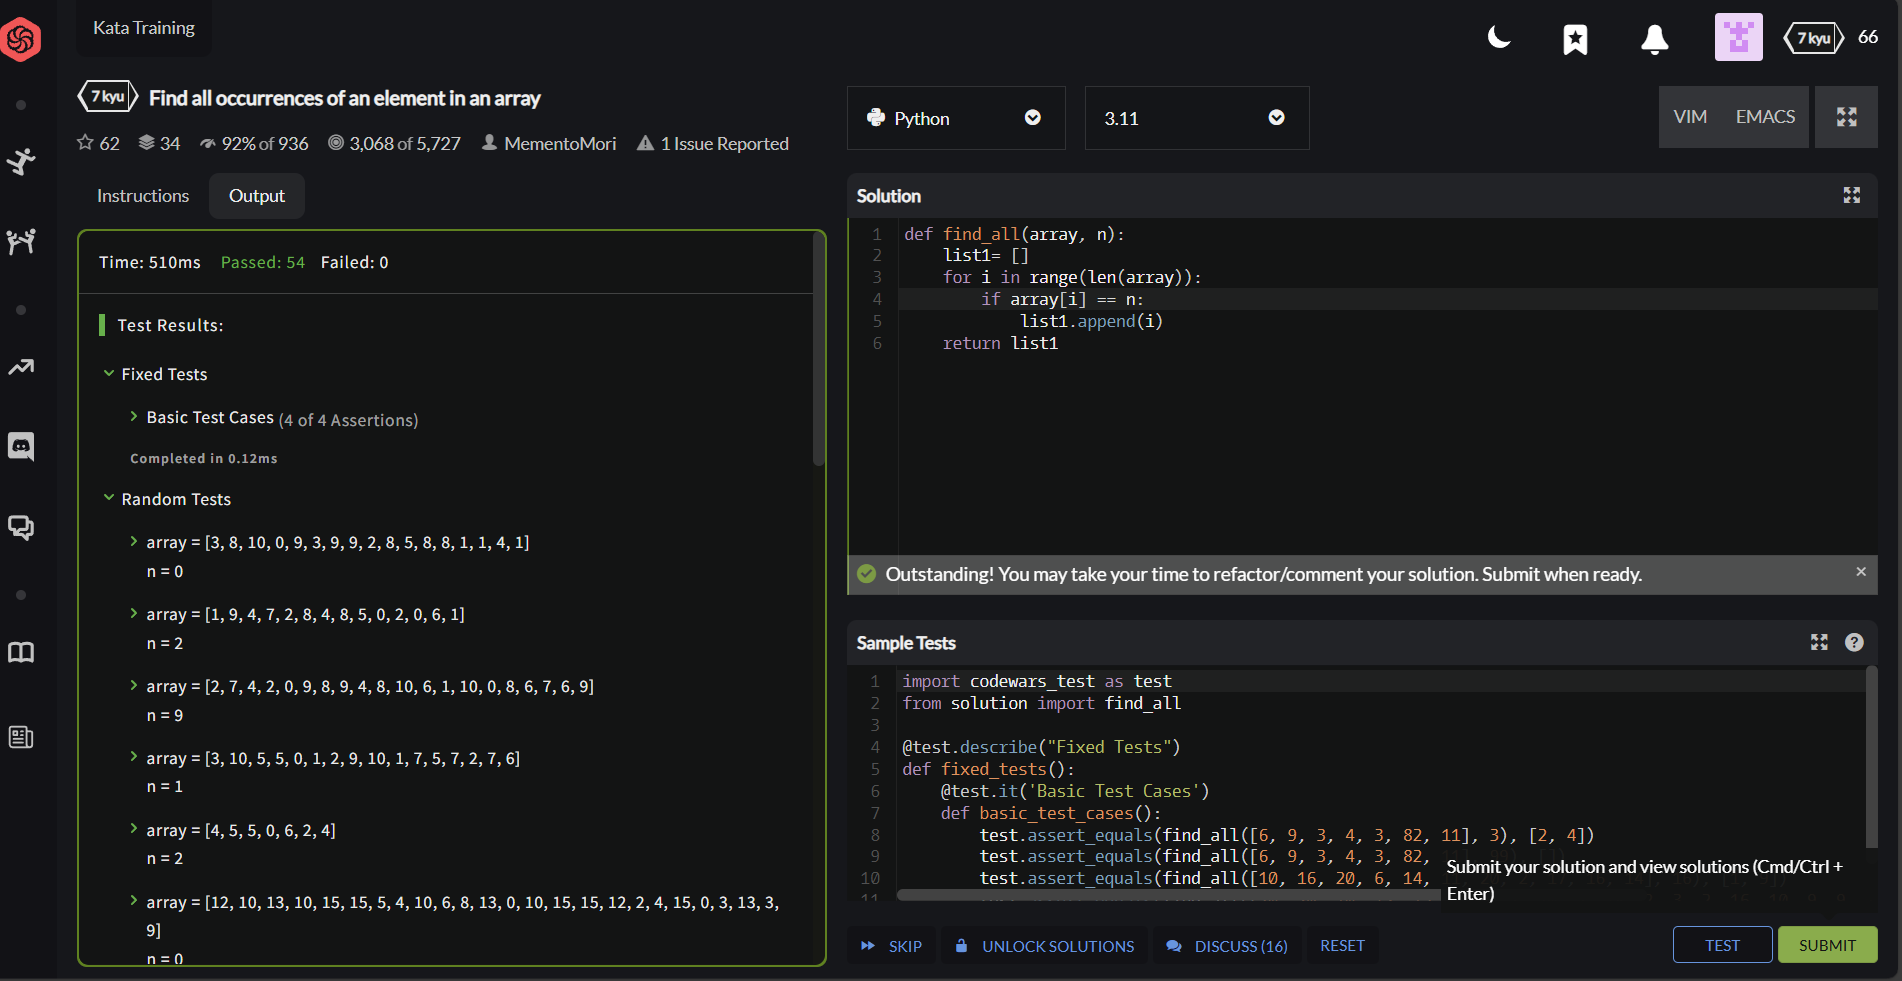 Kata Training
7 kyu 66
7 kyu Find all occurrences of an element in an array
62 34 92% of 936 3,068 of 5,727 MementoMori 1 Issue Reported
Instructions Output
Time: 510ms Passed: 54 Failed: 0
Test Results:
Fixed Tests
Basic Test Cases (4 of 4 Assertions)
Completed in 0.12ms
Random Tests
array = [3, 8, 10, 0, 9, 3, 9, 9, 2, 8, 5, 8, 8, 1, 1, 4, 1]
n = 0
array = [1, 9, 4, 7, 2, 8, 4, 8, 5, 0, 2, 0, 6, 1]
n = 2
array = [2, 7, 4, 2, 0, 9, 8, 9, 4, 8, 10, 6, 1, 10, 0, 8, 6, 7, 6, 9]
n = 9
array = [3, 10, 5, 5, 0, 1, 2, 9, 10, 1, 7, 5, 7, 2, 7, 6]
n = 1
array = [4, 5, 5, 0, 6, 2, 4]
n = 2
array = [12, 10, 13, 10, 15, 15, 5, 4, 10, 6, 8, 13, 0, 10, 15, 15, 12, 2, 4, 15, 0, 3, 13, 3,
9]
n = 0
Python 3.11 VIM EMACS
Solution
1 def find_all(array, n):
2 list1= []
3 for i in range(len(array)):
4 if array[i] == n:
5 list1.append(i)
6 return list1
Outstanding! You may take your time to refactor/comment your solution. Submit when ready. ×
Sample Tests ?
1 import codewars_test as test
2 from solution import find_all
3
4 @test.describe("Fixed Tests")
5 def fixed_tests():
6 @test.it('Basic Test Cases')
7 def basic_test_cases():
8 test.assert_equals(find_all([6, 9, 3, 4, 3, 82, 11], 3), [2, 4])
9 test.assert_equals(find_all([6, 9, 3, 4, 3, 82,
10 test.assert_equals(find_all([10, 16, 20, 6, 14,
11
Submit your solution and view solutions (Cmd/Ctrl +
Enter)
SKIP UNLOCK SOLUTIONS DISCUSS (16) RESET TEST SUBMIT